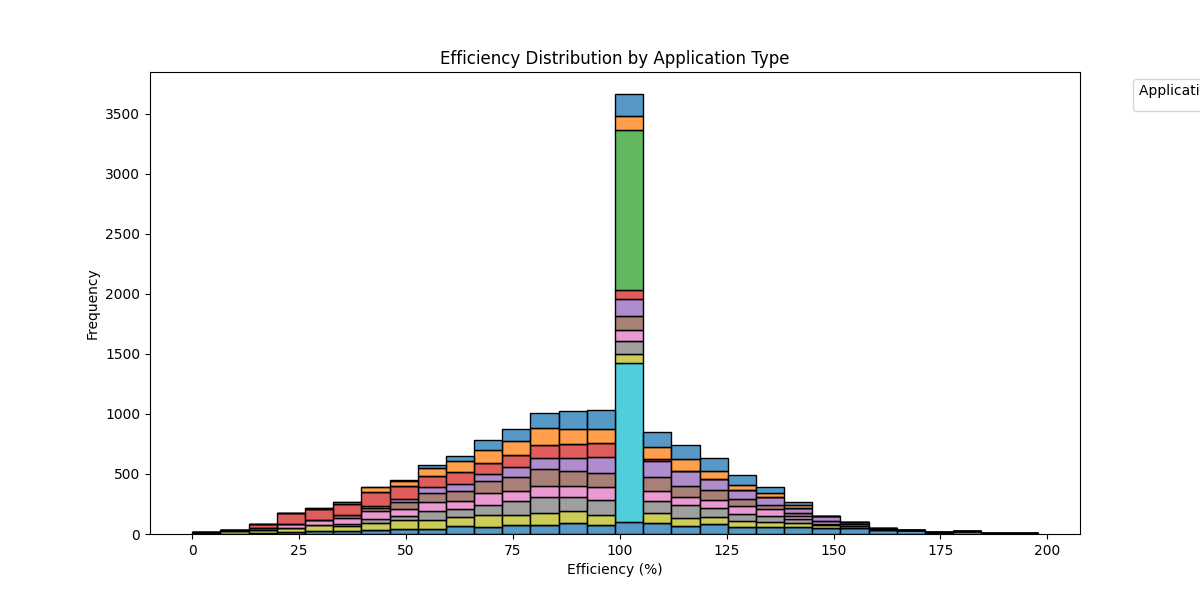 Efficiency Distribution by Application Type
Applicati
3500
3000
2500
2000
1500
1000
500
0
Frequency
0 25 50 75 100 125 150 175 200
Efficiency (%)